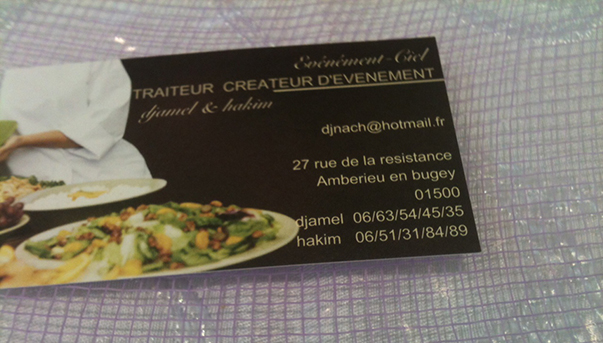 Evénément-Ciel
TRAITEUR CREATEUR D'EVENEMENT
djamel & hakim
djnach@hotmail.fr
27 rue de la resistance
Amberieu en bugey
01500
djamel 06/63/54/45/35
hakim 06/51/31/84/89